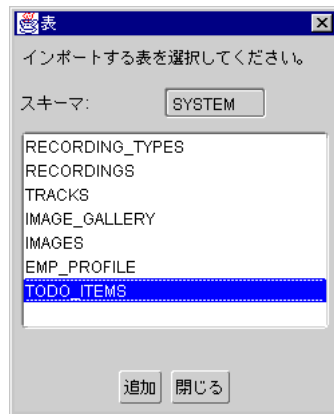 表
インポートする表を選択してください。
スキーマ: SYSTEM
RECORDING_TYPES
RECORDINGS
TRACKS
IMAGE_GALLERY
IMAGES
EMP_PROFILE
TODO_ITEMS
追加 閉じる